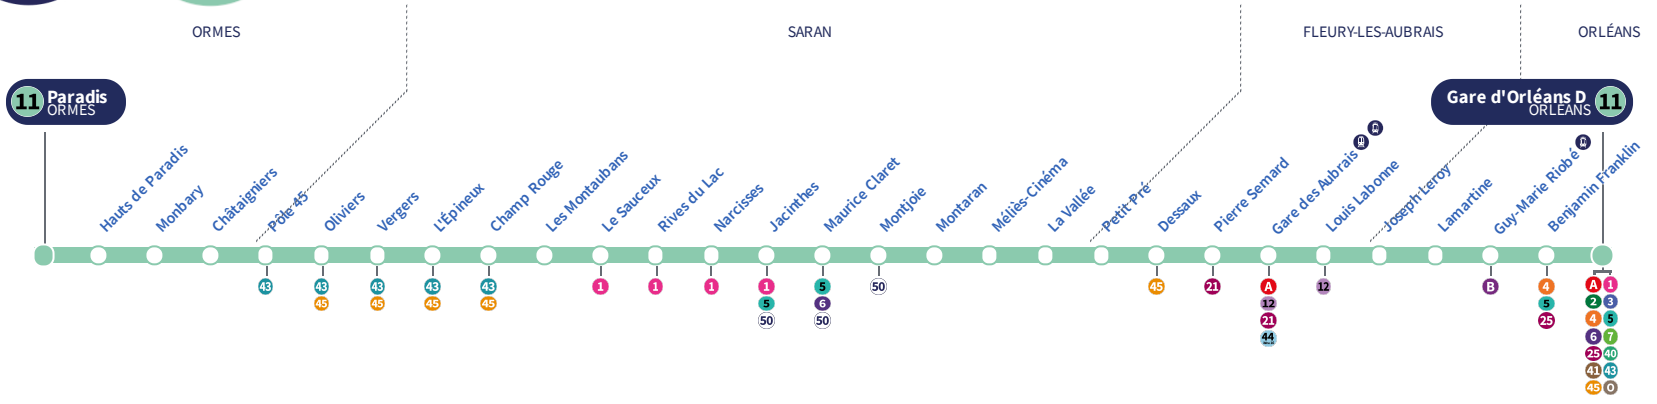 ORMES
SARAN
FLEURY-LES-AUBRAIS
ORLÉANS
11 Paradis
ORMES
Gare d'Orléans D 11
ORLÉANS
Hauts de Paradis
Monbary
Châtaigniers
Pôle 45
Oliviers
Vergers
L'Épineux
Champ Rouge
Les Montaubans
Le Sauceux
Rives du Lac
Narcisses
Jacinthes
Maurice Claret
Montjoie
Montaran
Méliès-Cinéma
La Vallée
Petit-Pré
Dessaux
Pierre Semard
Gare des Aubrais
Louis Labonne
Joseph Leroy
Lamartine
Guy-Marie Riobé
Benjamin Franklin
43
43
45
43
45
43
45
43
45
1
1
1
1
5
50
5
6
50
50
45
21
A
12
21
44
12
B
4
5
25
A 1
2 3
4 5
6 7
25 40
41 43
45 O